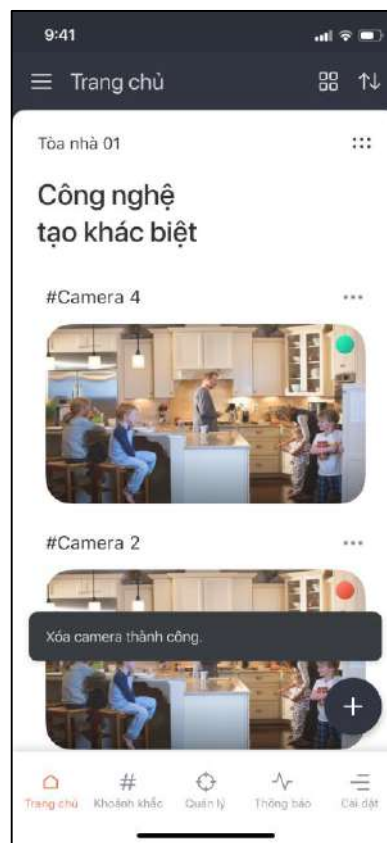 9:41
Trang chủ
Tòa nhà 01
Công nghệ
tạo khác biệt
#Camera 4
#Camera 2
Xóa camera thành công.
Trang chủ
Khoảnh khắc
Quản lý
Thông báo
Cài đặt